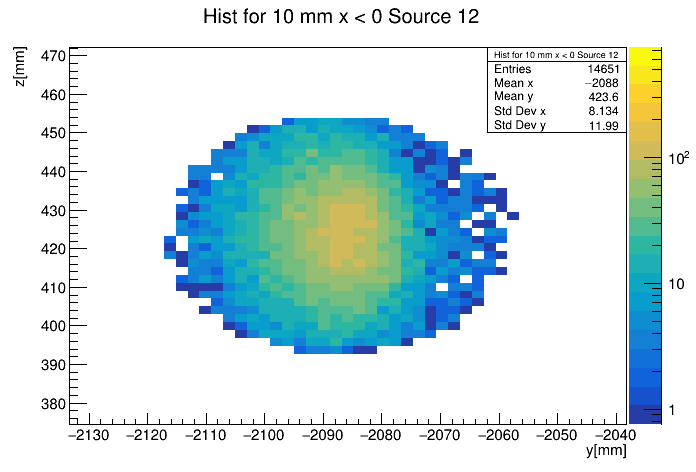 Hist for 10 mm x < 0 Source 12
z[mm]
470
460
450
440
430
420
410
400
390
380
Hist for 10 mm x < 0 Source 12
Entries 14651
Mean x −2088
Mean y 423.6
Std Dev x 8.134
Std Dev y 11.99
10²
10
1
−2130 −2120 −2110 −2100 −2090 −2080 −2070 −2060 −2050 −2040
y[mm]